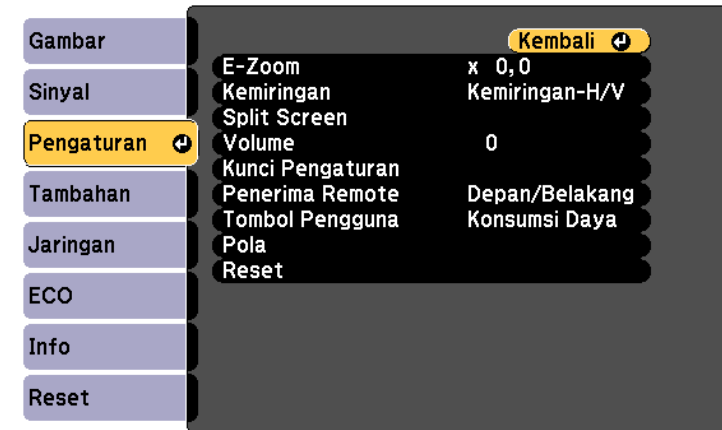 Gambar
Sinyal
Pengaturan
Tambahan
Jaringan
ECO
Info
Reset
Kembali
E-Zoom x 0,0
Kemiringan Kemiringan-H/V
Split Screen
Volume 0
Kunci Pengaturan
Penerima Remote Depan/Belakang
Tombol Pengguna Konsumsi Daya
Pola
Reset